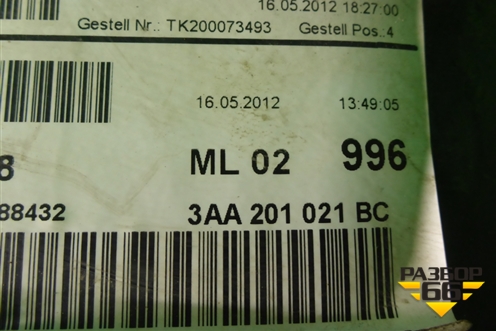 16.05.2012 18:27:00
Gestell Nr.: TK200073493 Gestell Pos.:4
16.05.2012 13:49:05
8 ML 02 996
88432 3AA 201 021 BC
РАЗБОР
66